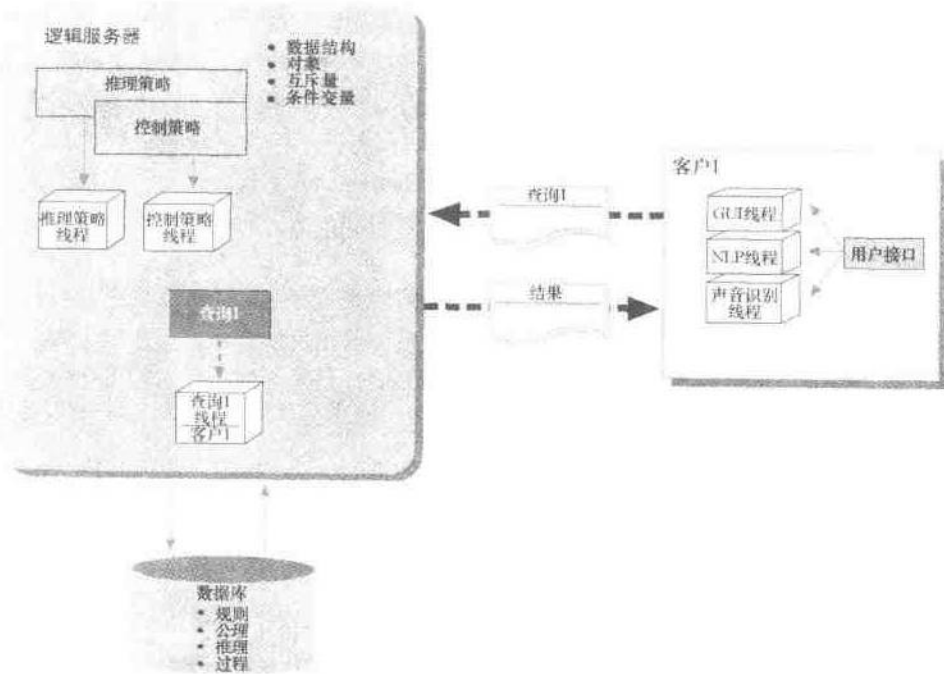 逻辑服务器
• 数据结构
• 对象
• 互斥量
• 条件变量
推理策略
控制策略
推理策略
线程
控制策略
线程
查询1
查询1
线程
客户1
查询1
结果
客户1
GUI线程
NLP线程
声音识别
线程
用户接口
数据库
• 规则
• 公理
• 推理
• 过程